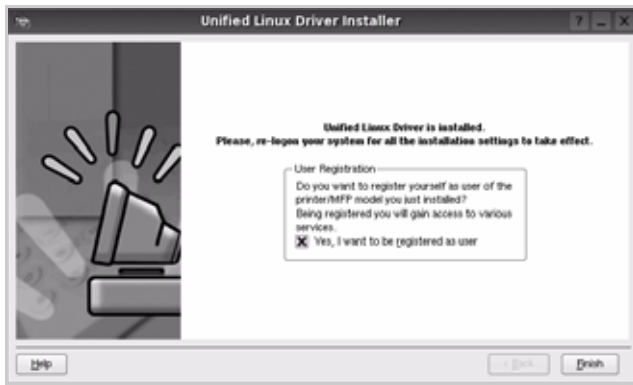 Unified Linux Driver Installer
Unified Linux Driver is installed.
Please, re-logon your system for all the installation settings to take effect.
User Registration
Do you want to register yourself as user of the
printer/MFP model you just installed?
Being registered you will gain access to various
services.
Yes, I want to be registered as user
Help
< Back
Finish